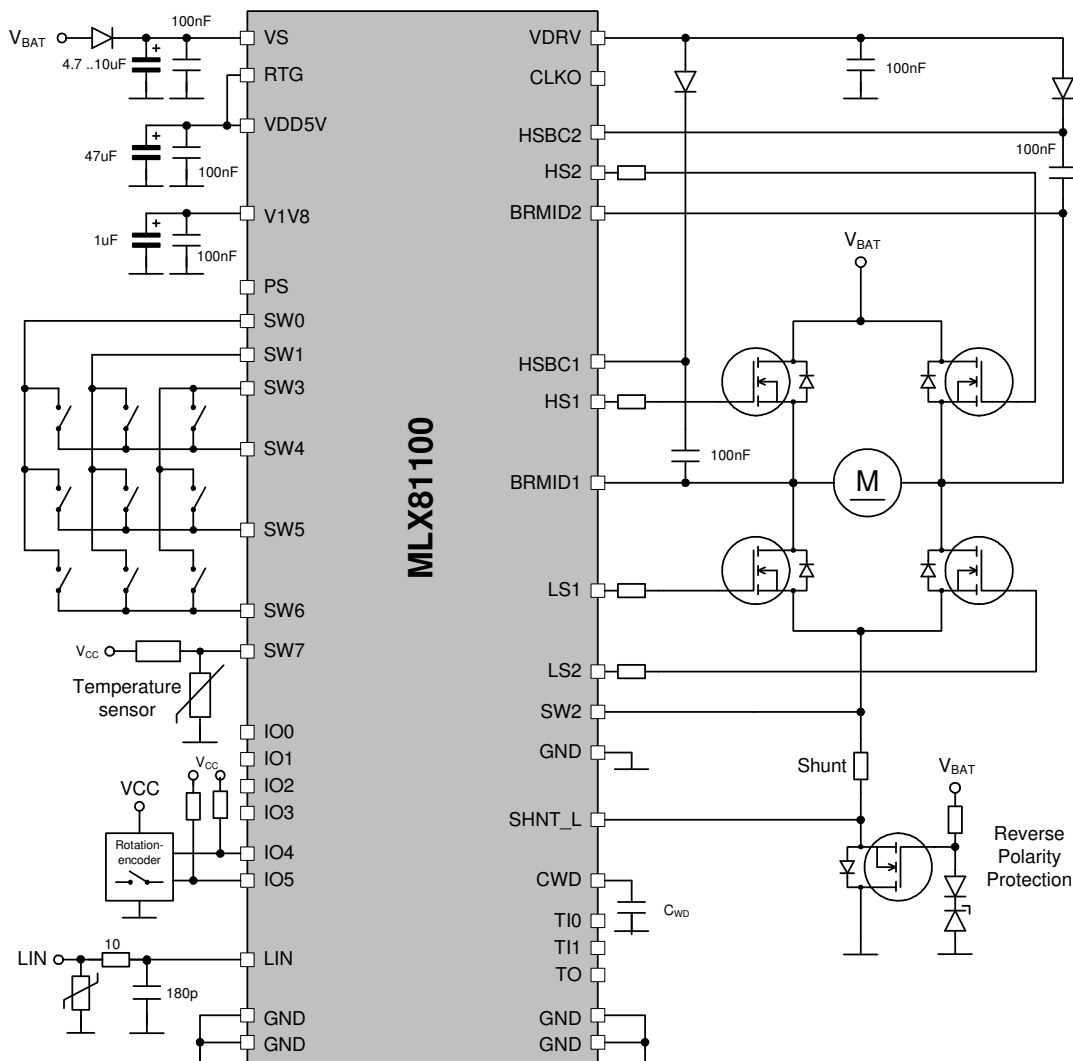 100nF
VBAT
4.7 ..10uF
VS
RTG
VDD5V
47uF
100nF
V1V8
1uF
100nF
PS
SW0
SW1
SW3
SW4
SW5
SW6
VCC
SW7
Temperature
sensor
IO0
IO1
IO2
IO3
VCC
VCC
Rotation-
encoder
IO4
IO5
LIN
10
LIN
180p
GND
GND
MLX81100
VDRV
100nF
CLKO
HSBC2
100nF
HS2
BRMID2
VBAT
HSBC1
HS1
100nF
BRMID1
M
LS1
LS2
SW2
GND
Shunt
VBAT
SHNT_L
Reverse
Polarity
Protection
CWD
CWD
TI0
TI1
TO
GND
GND